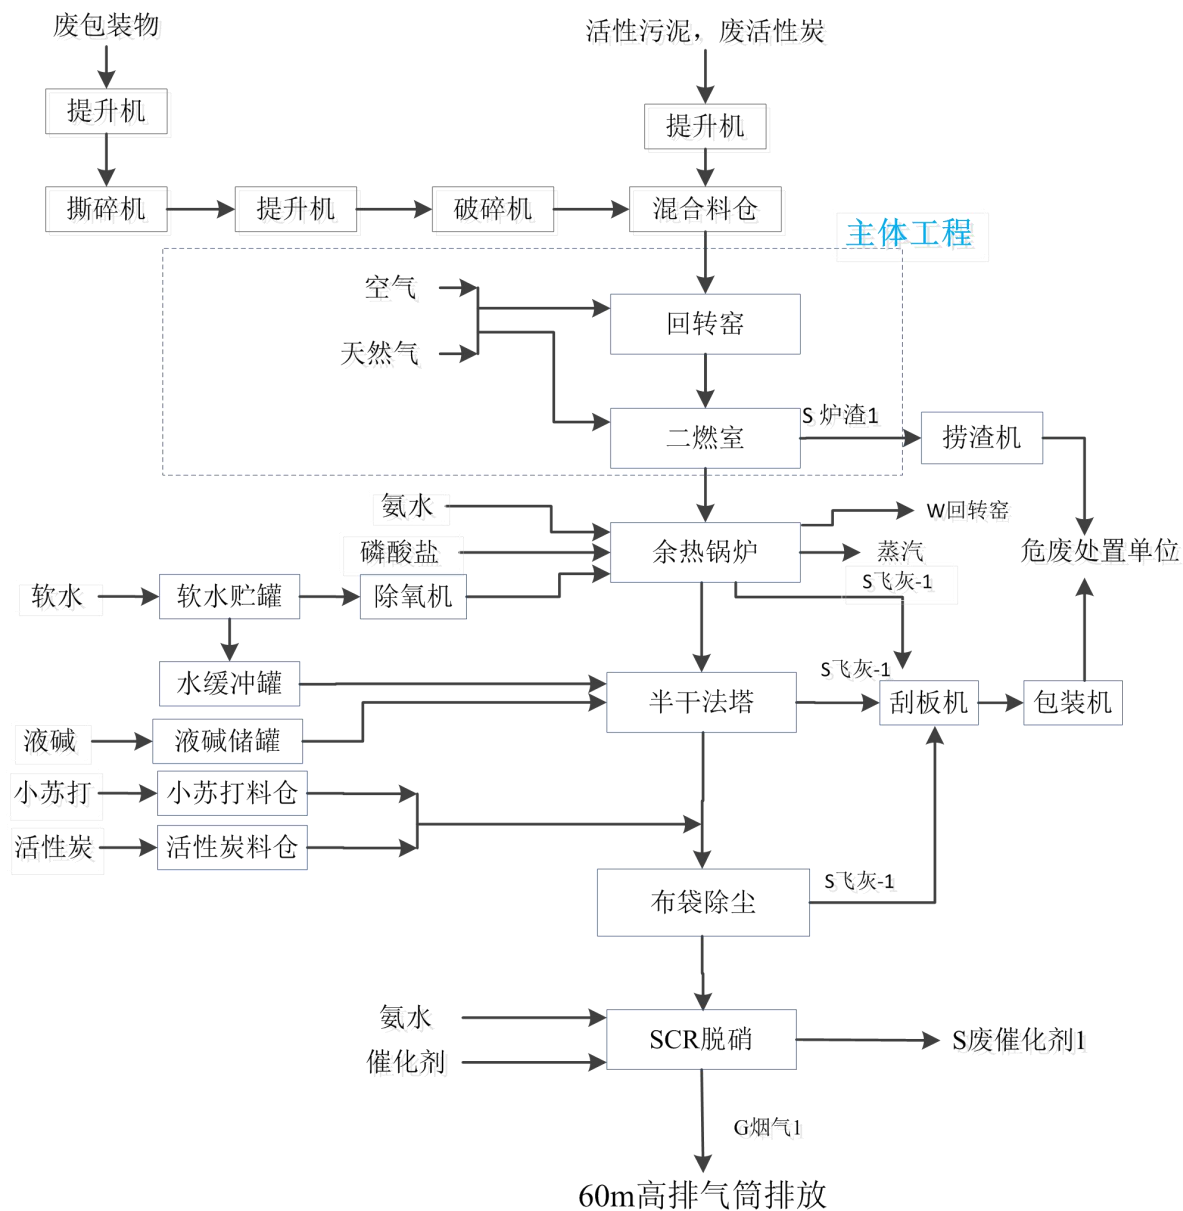 废包装物
活性污泥，废活性炭
提升机
提升机
撕碎机
提升机
破碎机
混合料仓
主体工程
空气
回转窑
天然气
S 炉渣1
二燃室
捞渣机
氨水
W回转窑
磷酸盐
余热锅炉
蒸汽
危废处置单位
S飞灰-1
软水
软水贮罐
除氧机
S飞灰-1
水缓冲罐
半干法塔
刮板机
包装机
液碱
液碱储罐
小苏打
小苏打料仓
活性炭
活性炭料仓
S飞灰-1
布袋除尘
氨水
SCR脱硝
S废催化剂1
催化剂
G烟气1
60m高排气筒排放